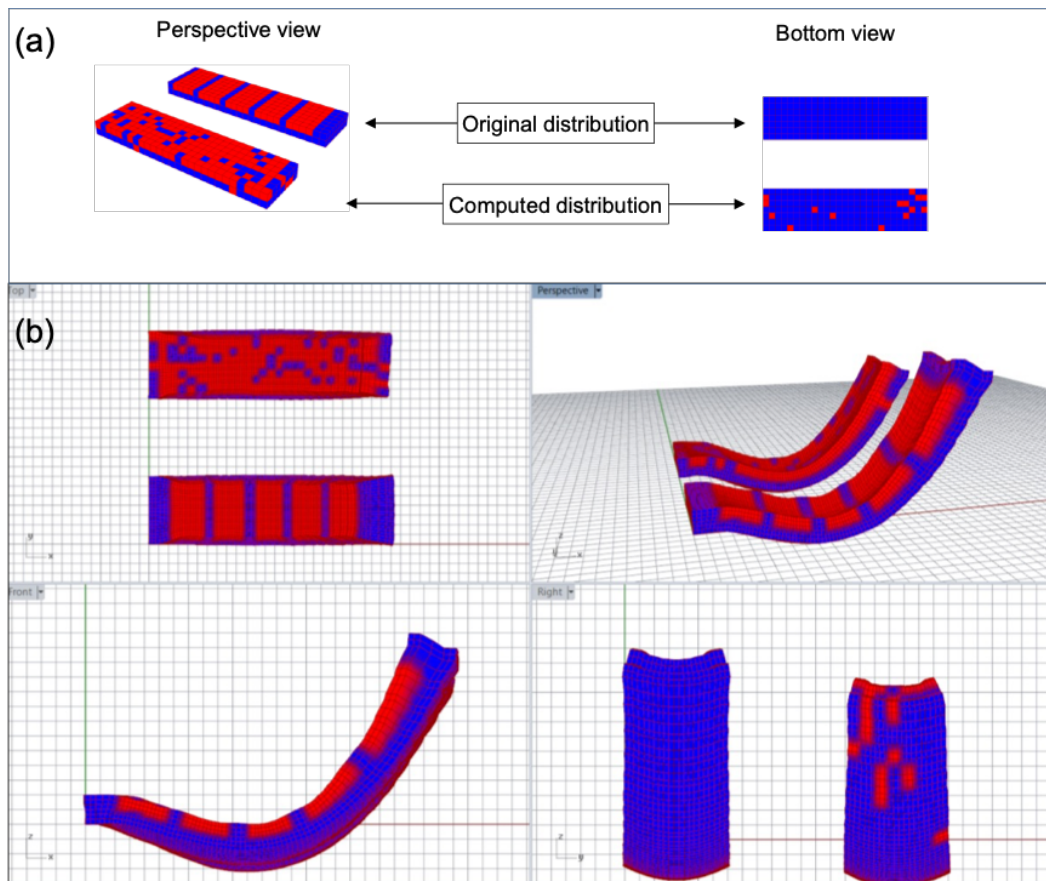 (a)
Perspective view
Bottom view
Original distribution
Computed distribution
(b)
Top
Perspective
y
x
z
x
Front
Right
z
x
z
y